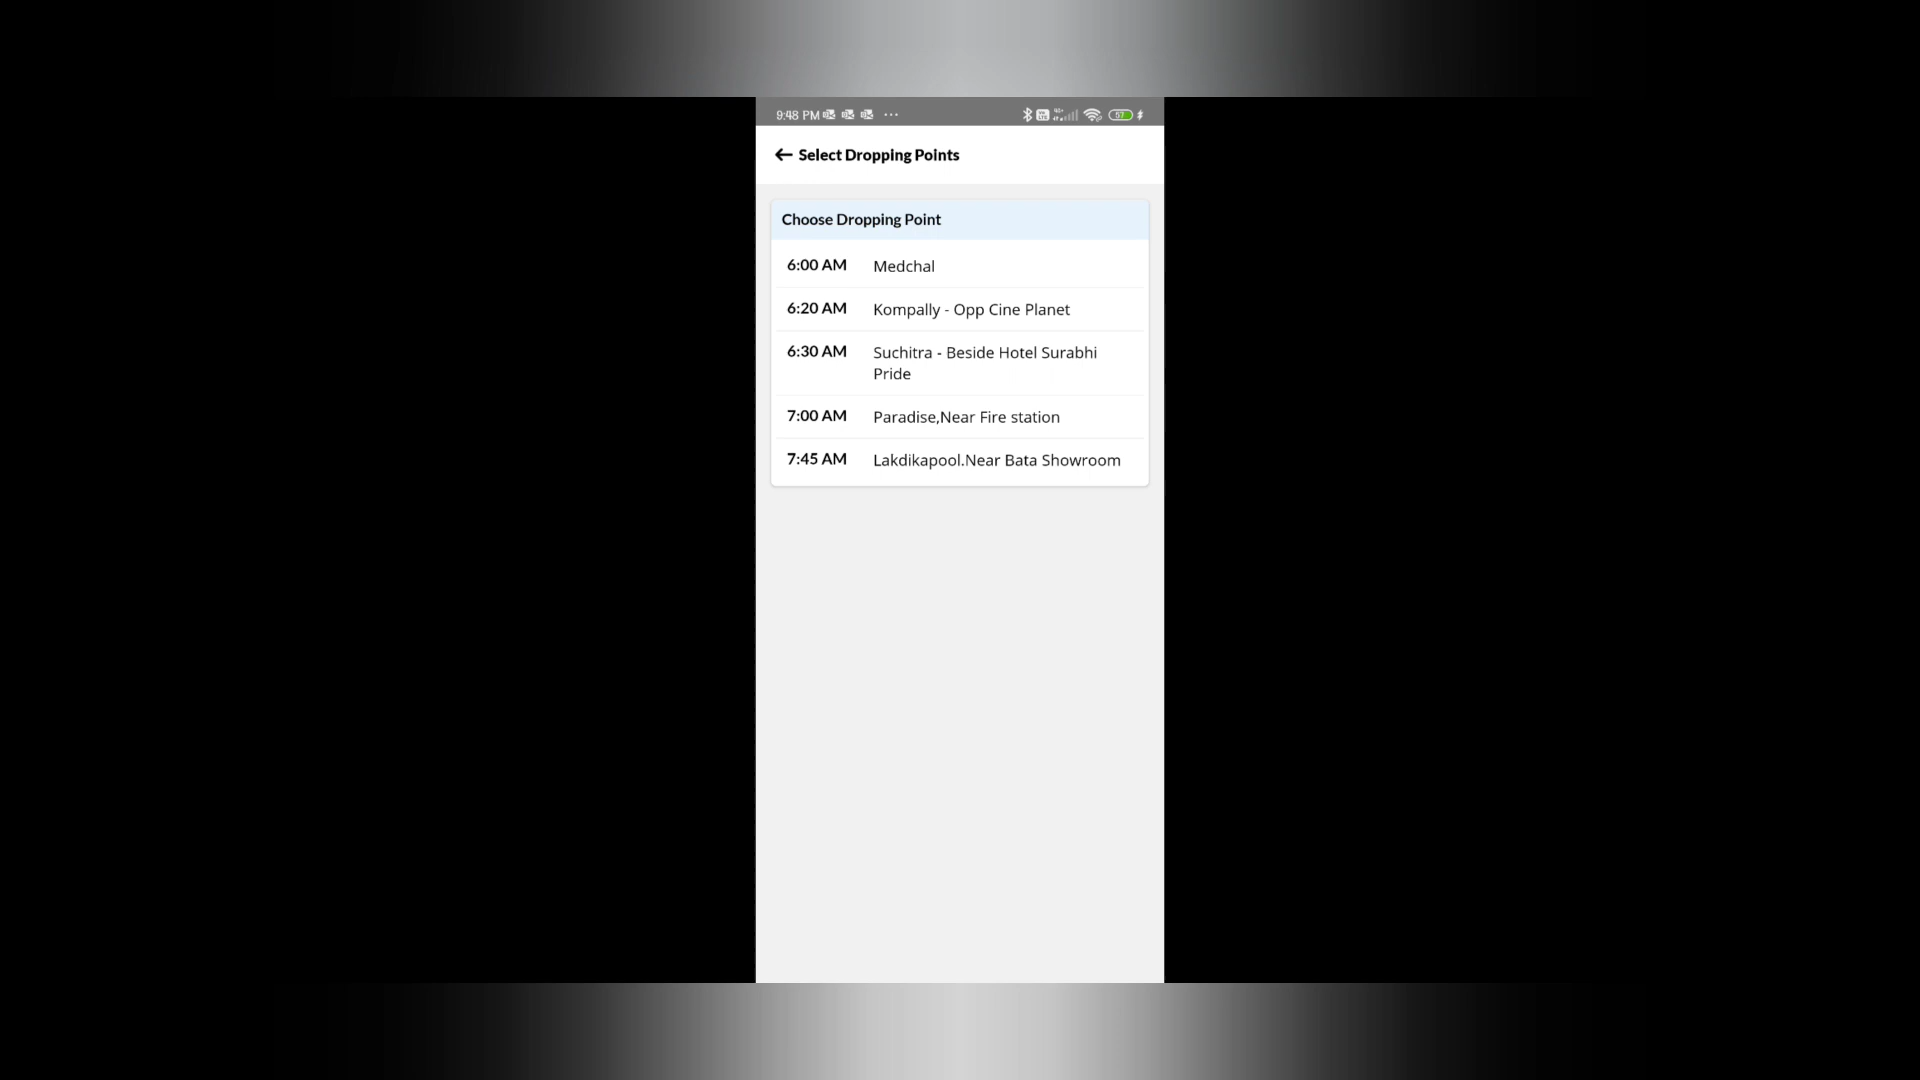 9:48 PM
57
← Select Dropping Points
Choose Dropping Point
6:00 AM Medchal
6:20 AM Kompally - Opp Cine Planet
6:30 AM Suchitra - Beside Hotel Surabhi
Pride
7:00 AM Paradise,Near Fire station
7:45 AM Lakdikapool.Near Bata Showroom